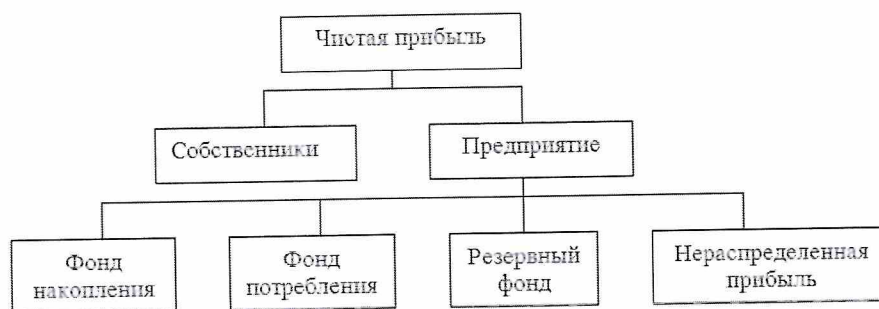 Чистая прибыль
Собственники
Предприятие
Фонд
накопления
Фонд
потребления
Резервный
фонд
Нераспределенная
прибыль